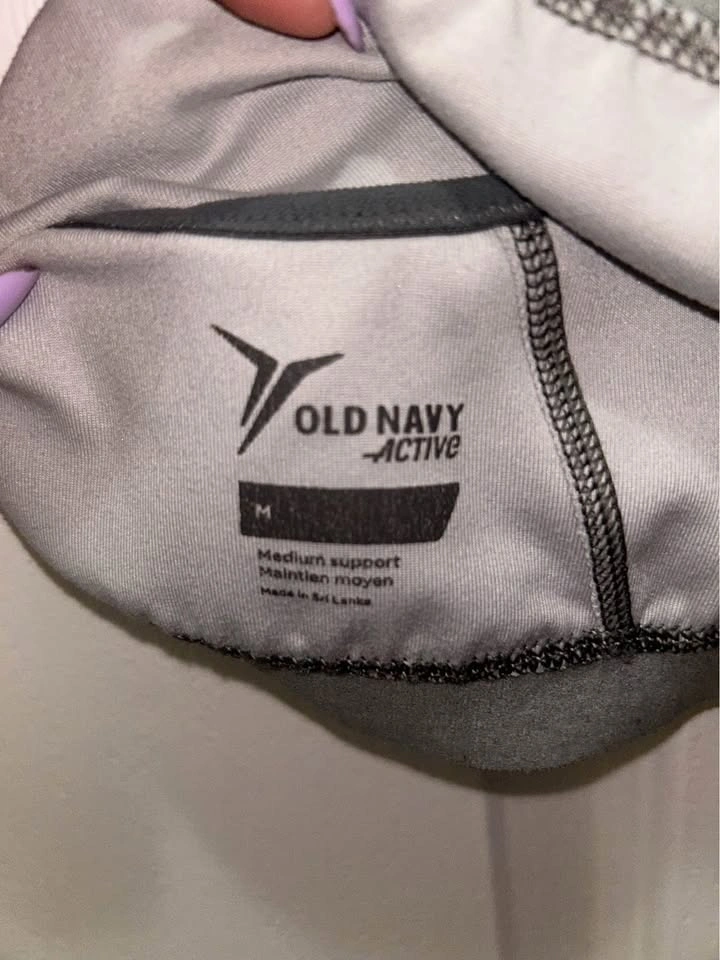 OLD NAVY
ACTIVE
M
Medium support
Maintien moyen
Made in Sri Lanka